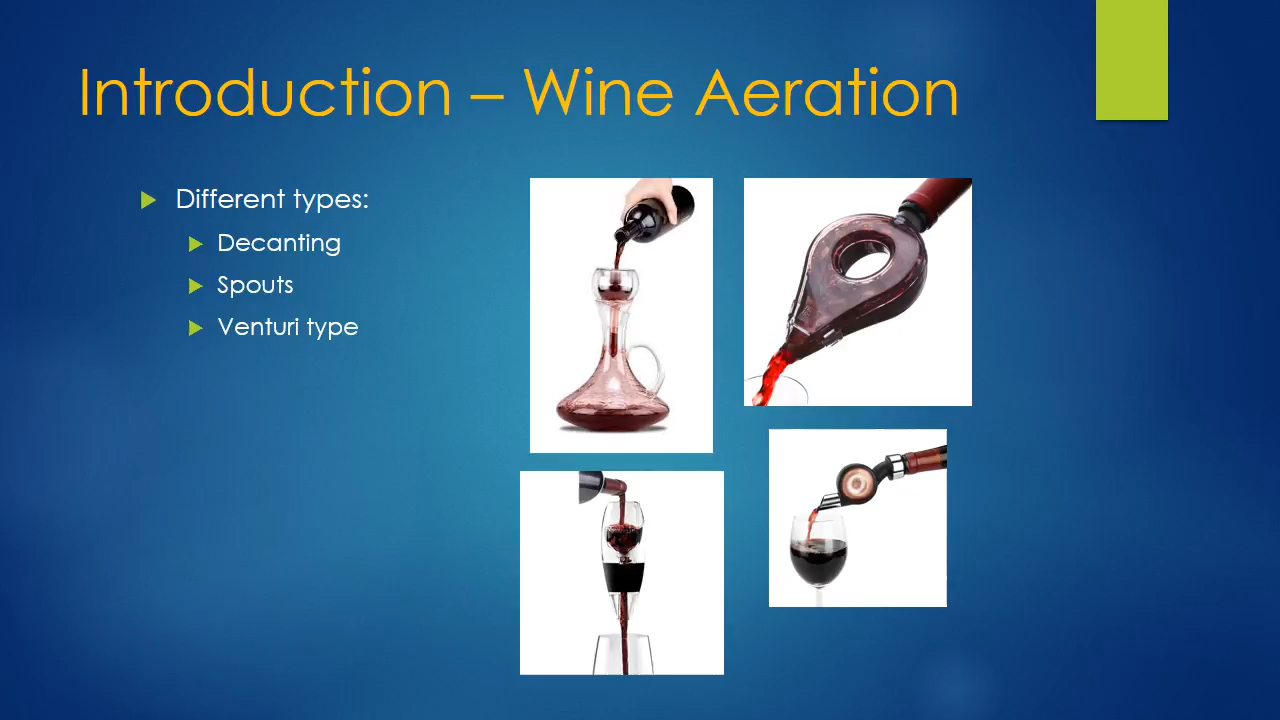 Introduction – Wine Aeration
Different types:
Decanting
Spouts
Venturi type